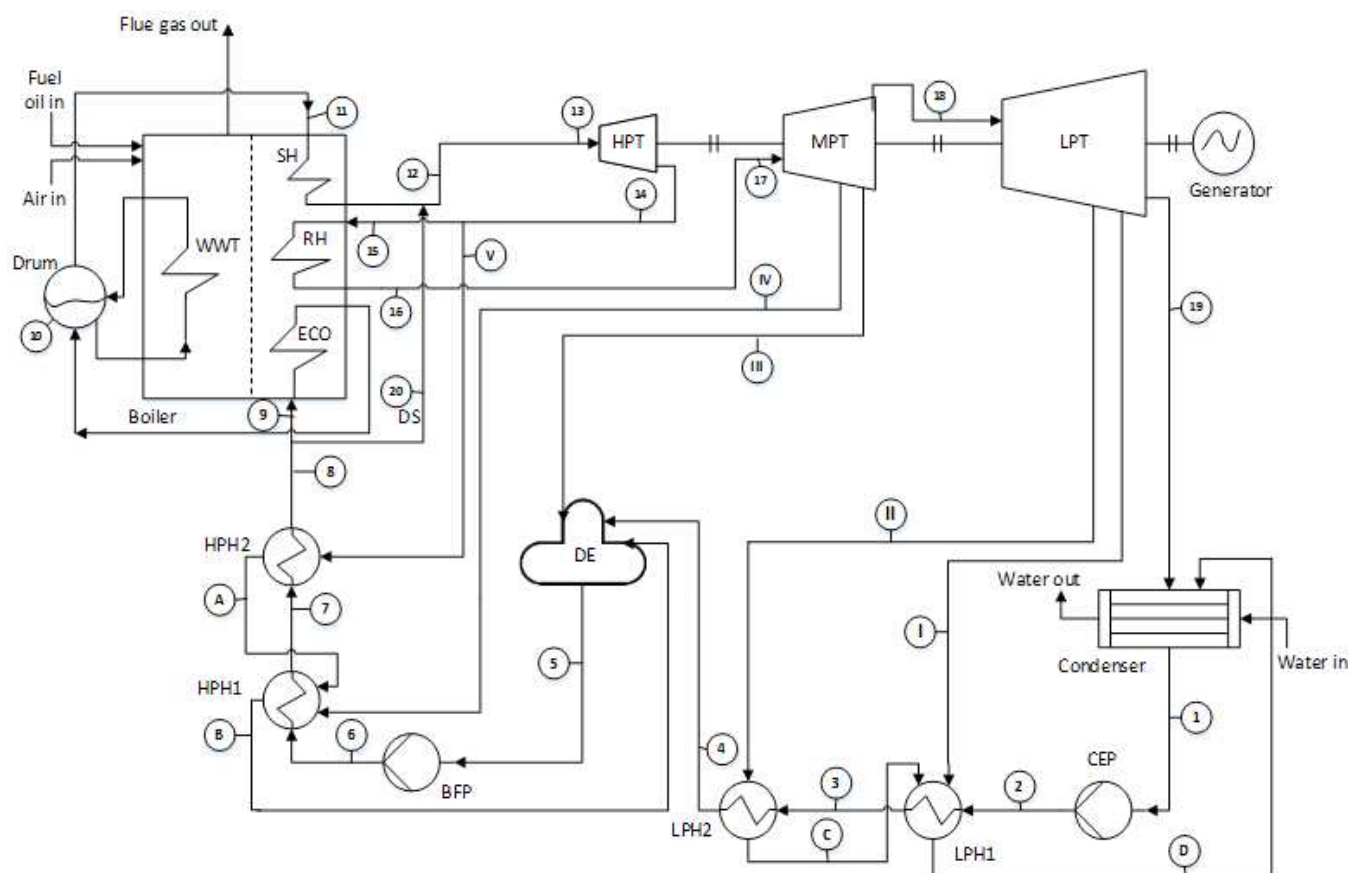 Flue gas out
Fuel
oil in
11
18
13
SH
HPT
MPT
LPT
12
17
14
Generator
Air in
RH
15
WWT
V
Drum
IV
16
19
10
ECO
III
20
Boiler
9
DS
8
II
HPH2
DE
Water out
A
7
I
5
Condenser
Water in
HPH1
1
B
6
4
CEP
BFP
3
2
LPH2
C
LPH1
D